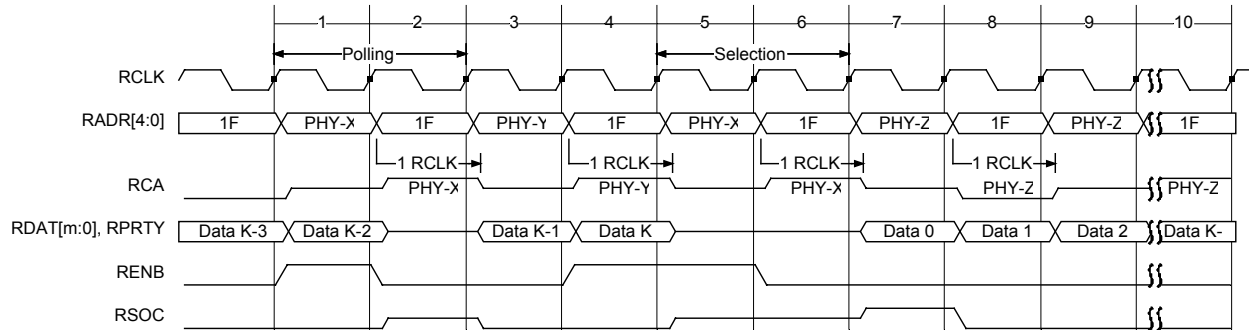 1 2 3 4 5 6 7 8 9 10
Polling Selection
RCLK
RADR[4:0] 1F PHY-X 1F PHY-Y 1F PHY-X 1F PHY-Z 1F PHY-Z 1F
1 RCLK 1 RCLK 1 RCLK 1 RCLK
RCA PHY-X PHY-Y PHY-X PHY-Z PHY-Z
RDAT[m:0], RPRTY Data K-3 Data K-2 Data K-1 Data K Data 0 Data 1 Data 2 Data K-
RENB
RSOC